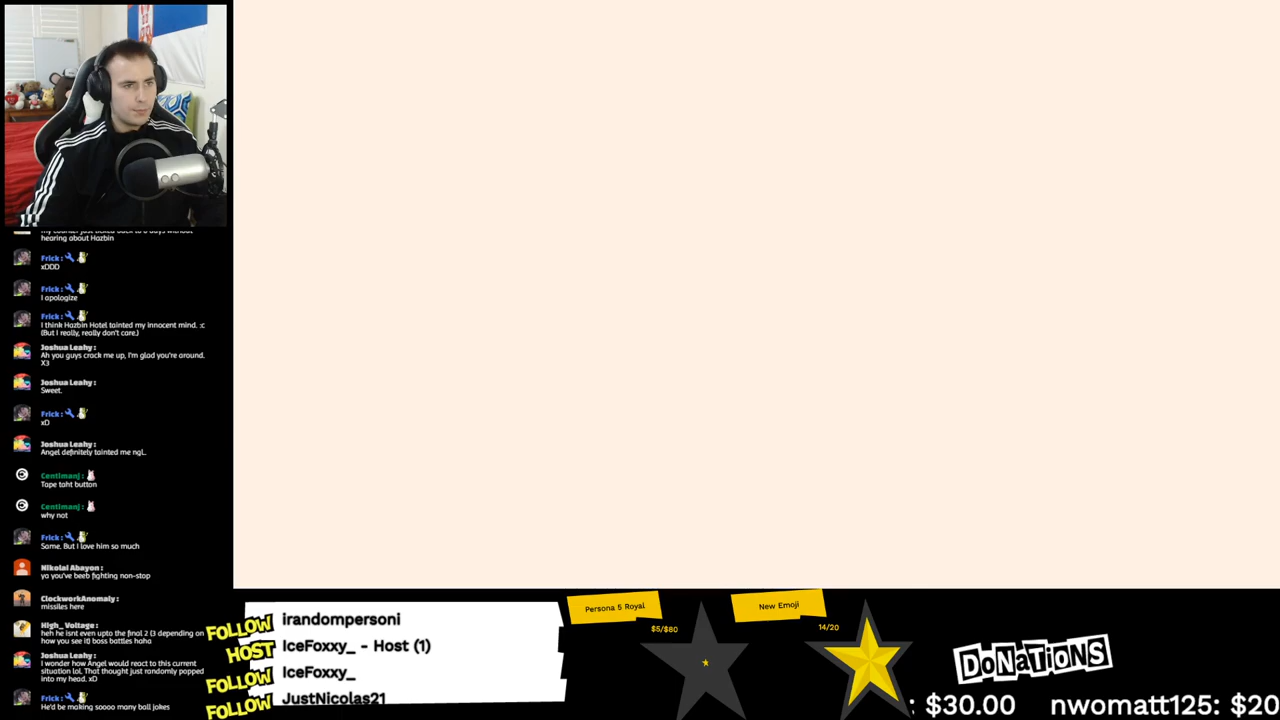 hearing about Hazbin
Frick :
xDDD
Frick :
I apologize
Frick :
I think Hazbin Hotel tainted my innocent mind. :c
(But I really, really don't care.)
Joshua Leahy :
Ah you guys crack me up, I'm glad you're around.
X3
Joshua Leahy :
Sweet.
Frick :
xD
Joshua Leahy :
Angel definitely tainted me ngl..
Centimanj :
Tape taht button
Centimanj :
why not
Frick :
Same. But I love him so much
Nikolai Abayon :
yo you've beeb fighting non-stop
ClockworkAnomaly :
missiles here
High_Voltage :
heh he isnt even upto the final 2 (3 depending on
how you see it) boss battles haha
Joshua Leahy :
I wonder how Angel would react to this current
situation lol. That thought just randomly popped
into my head. xD
Frick :
He'd be making soooo many ball jokes
FOLLOW irandompersoni
HOST IceFoxxy_ - Host (1)
FOLLOW IceFoxxy_
FOLLOW JustNicolas21
Persona 5 Royal
$5/$80
New Emoji
14/20
DoNaTiONS
: $30.00 nwomatt125: $20